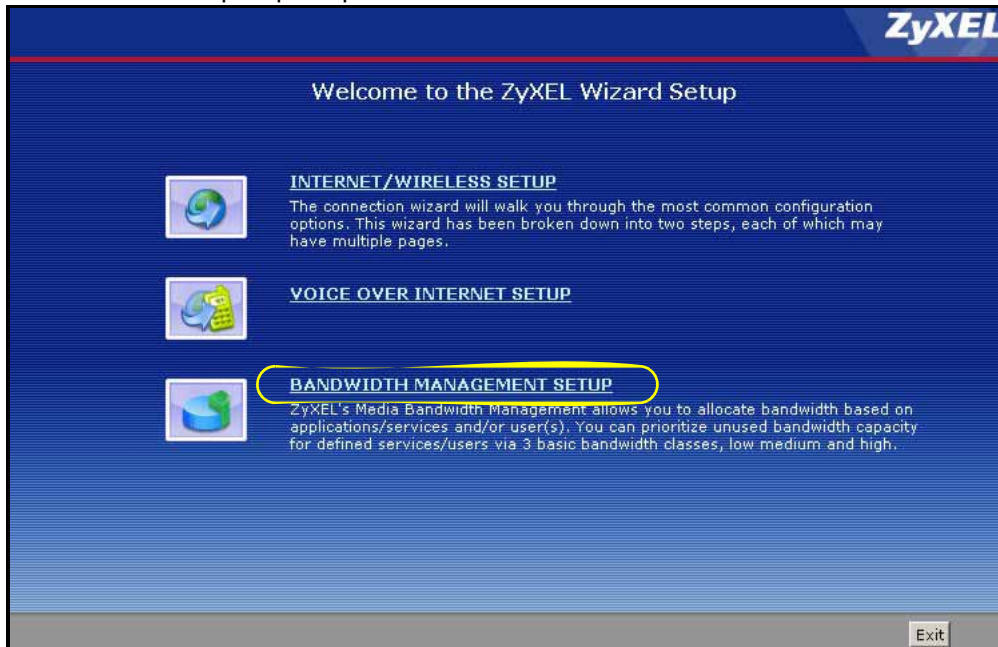 ZyXEL
Welcome to the ZyXEL Wizard Setup
INTERNET/WIRELESS SETUP
The connection wizard will walk you through the most common configuration
options. This wizard has been broken down into two steps, each of which may
have multiple pages.
VOICE OVER INTERNET SETUP
BANDWIDTH MANAGEMENT SETUP
ZyXEL's Media Bandwidth Management allows you to allocate bandwidth based on
applications/services and/or user(s). You can prioritize unused bandwidth capacity
for defined services/users via 3 basic bandwidth classes, low medium and high.
Exit